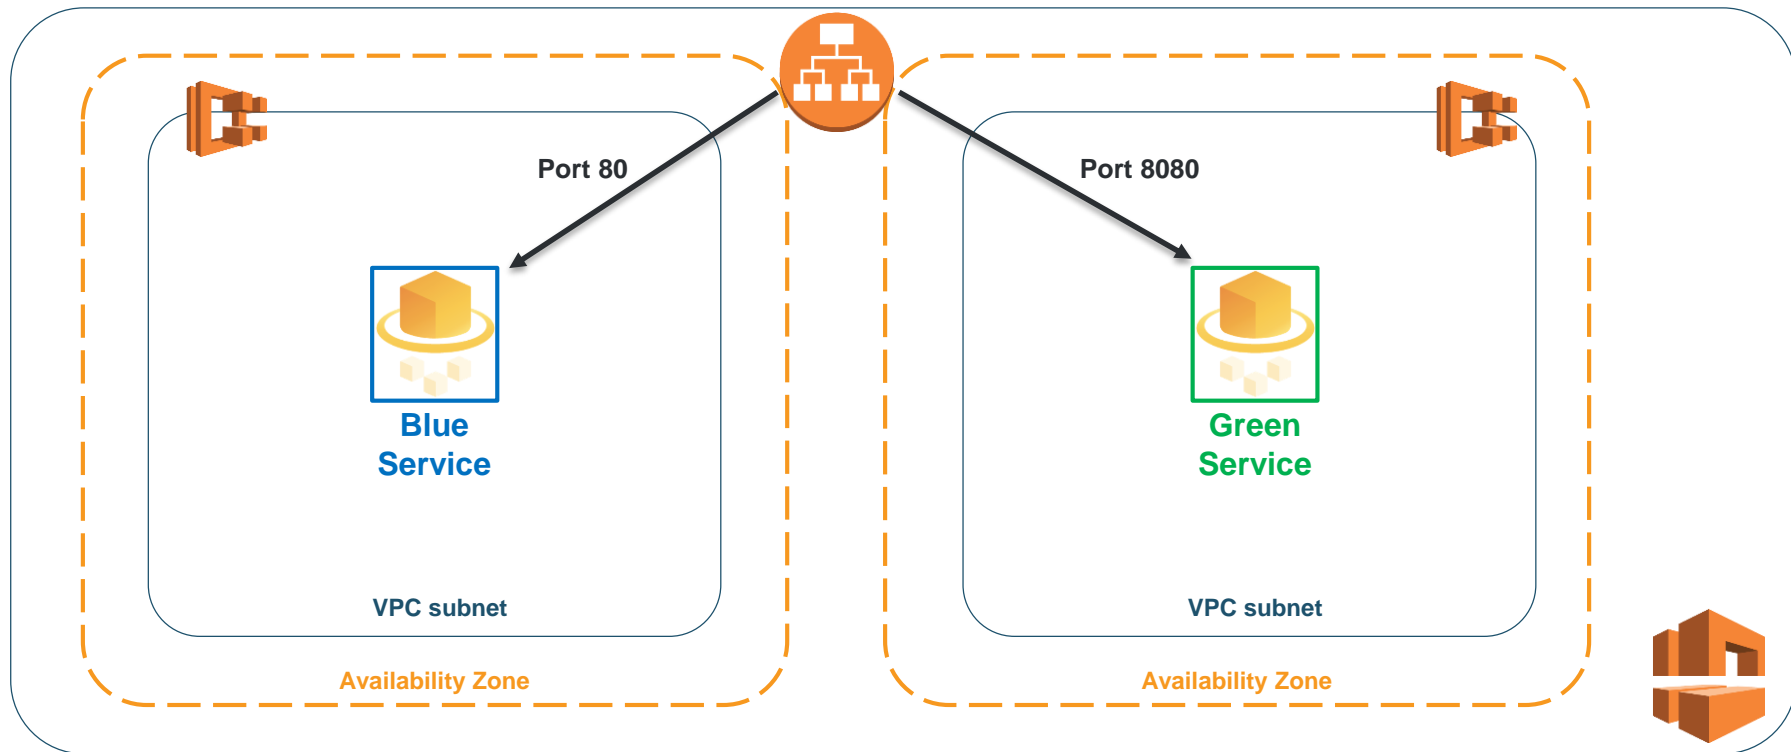 Port 80
Port 8080
Blue
Service
Green
Service
VPC subnet
VPC subnet
Availability Zone
Availability Zone